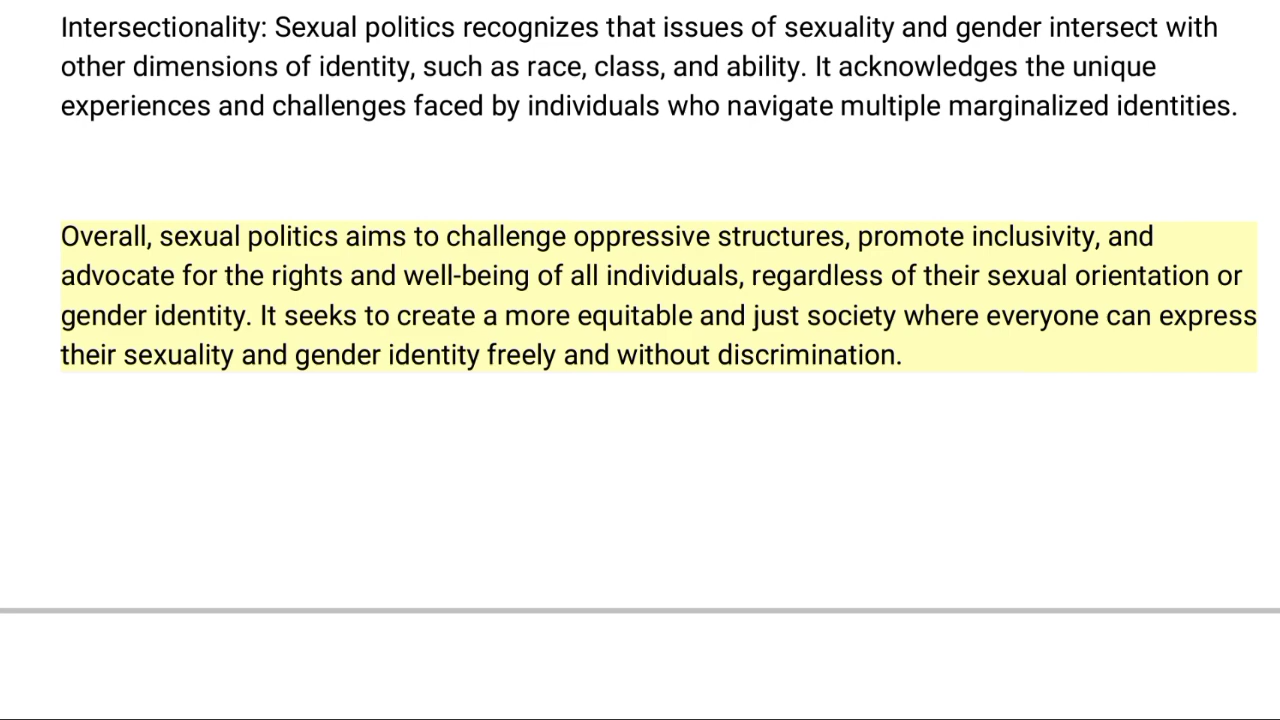 Intersectionality: Sexual politics recognizes that issues of sexuality and gender intersect with
other dimensions of identity, such as race, class, and ability. It acknowledges the unique
experiences and challenges faced by individuals who navigate multiple marginalized identities.
Overall, sexual politics aims to challenge oppressive structures, promote inclusivity, and
advocate for the rights and well-being of all individuals, regardless of their sexual orientation or
gender identity. It seeks to create a more equitable and just society where everyone can express
their sexuality and gender identity freely and without discrimination.